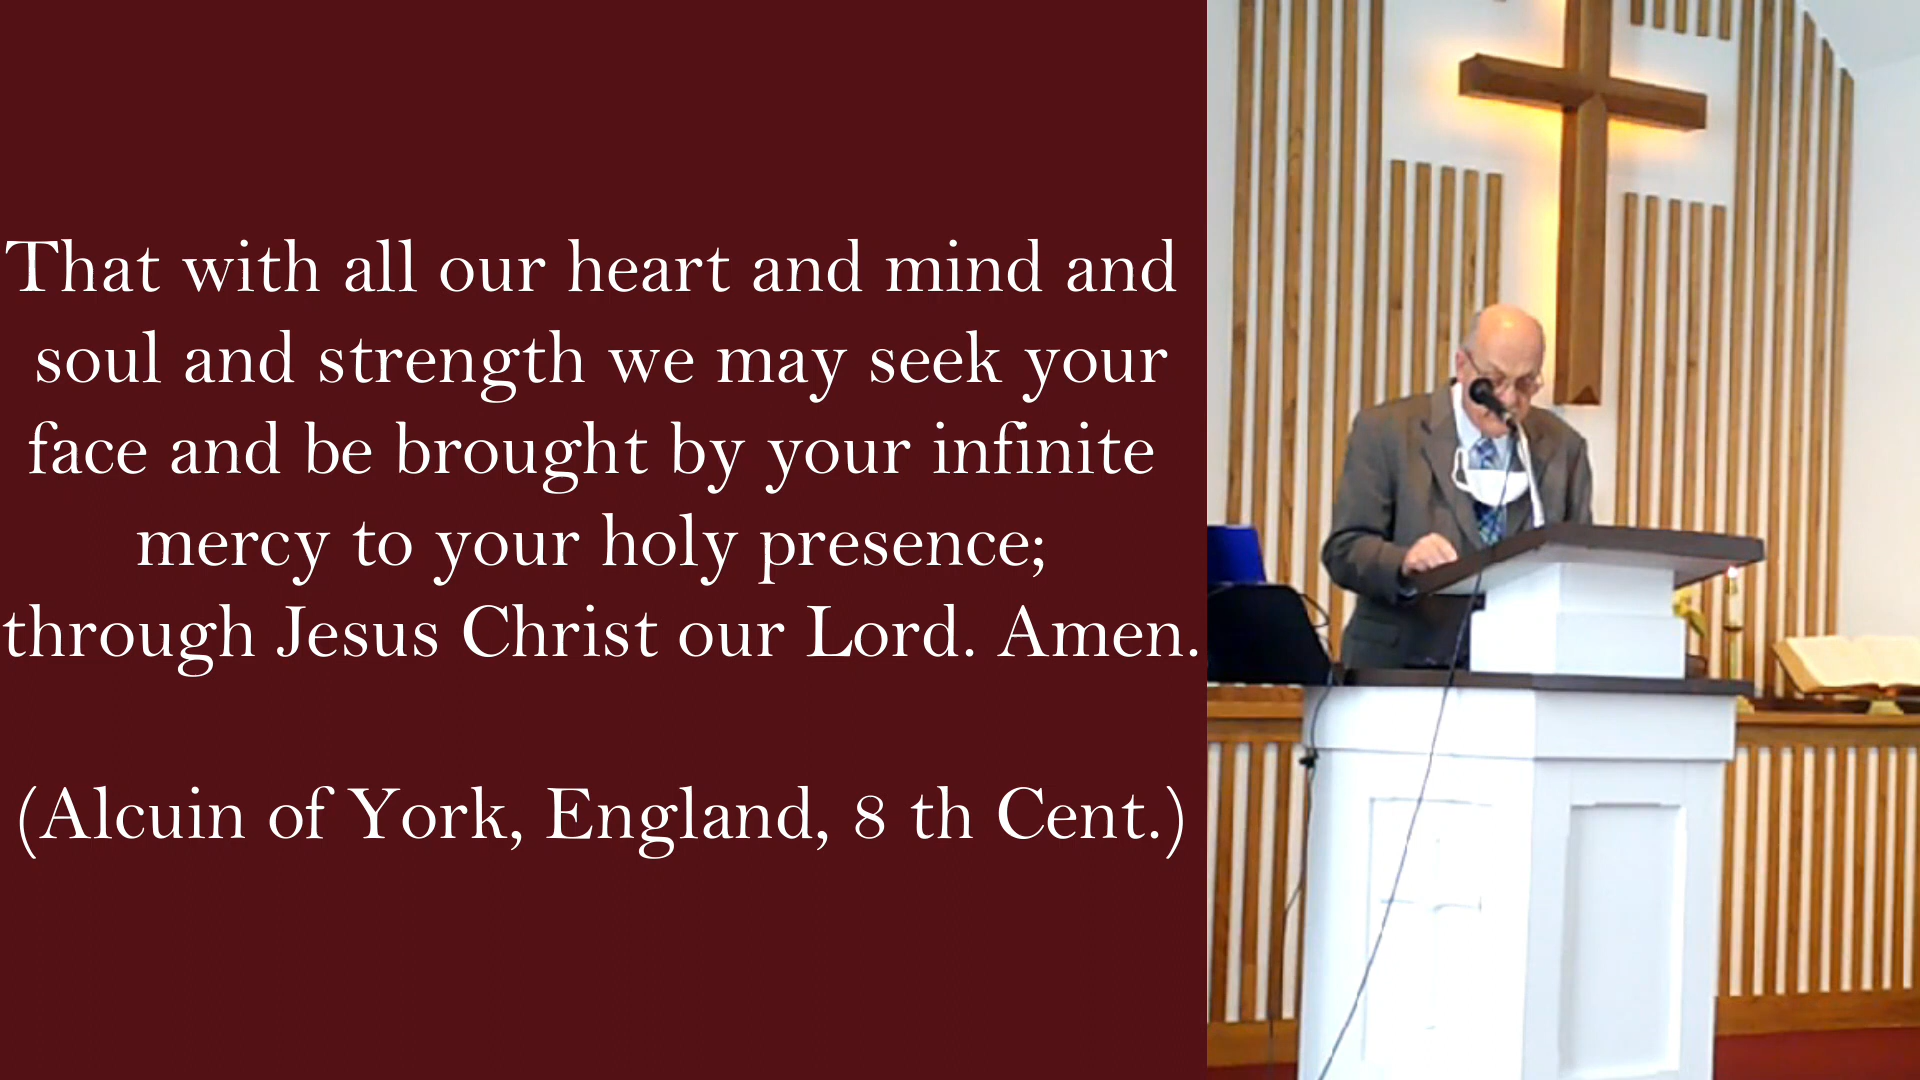 That with all our heart and mind and
soul and strength we may seek your
face and be brought by your infinite
mercy to your holy presence;
through Jesus Christ our Lord. Amen.
(Alcuin of York, England, 8 th Cent.)